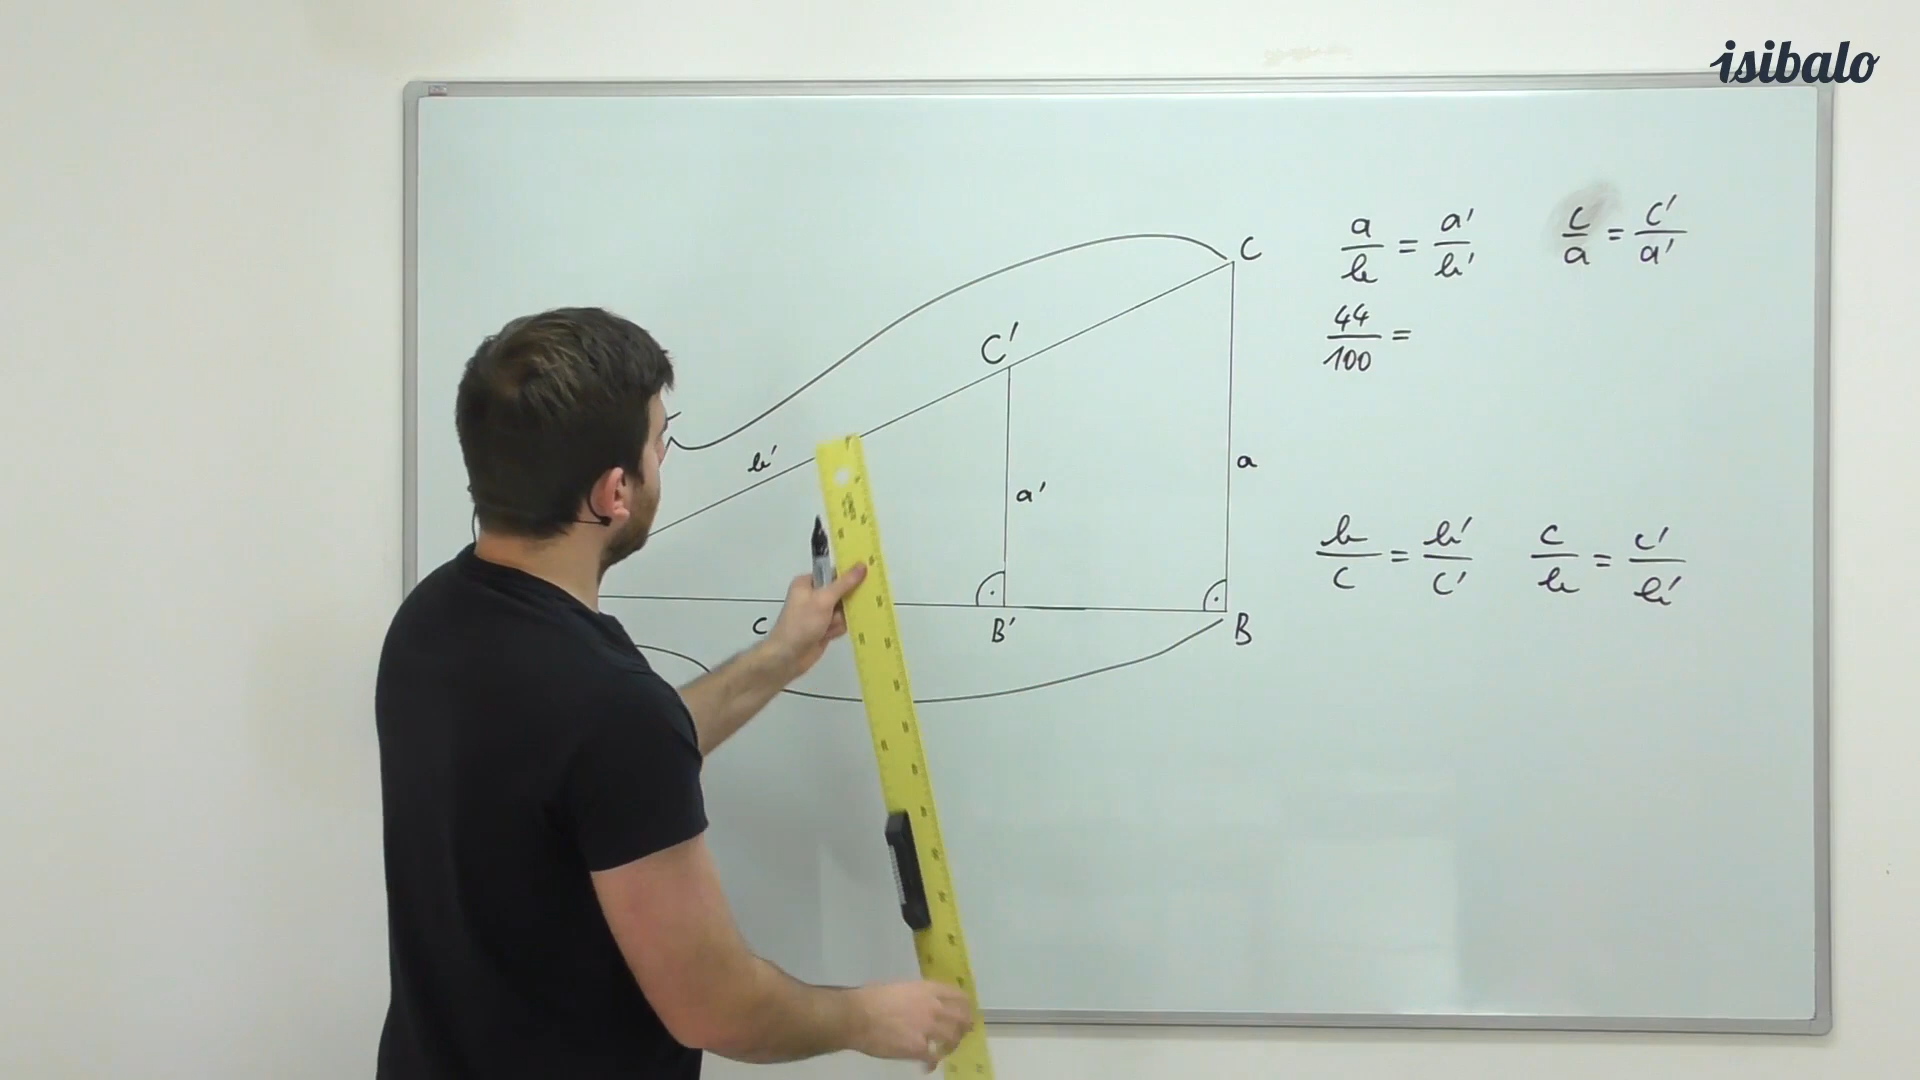 isibalo
a/b = a'/b'
c/a = c'/a'
44/100 =
b/c = b'/c'
c/b = c'/b'
C
C'
b'
a'
a
c
B'
B